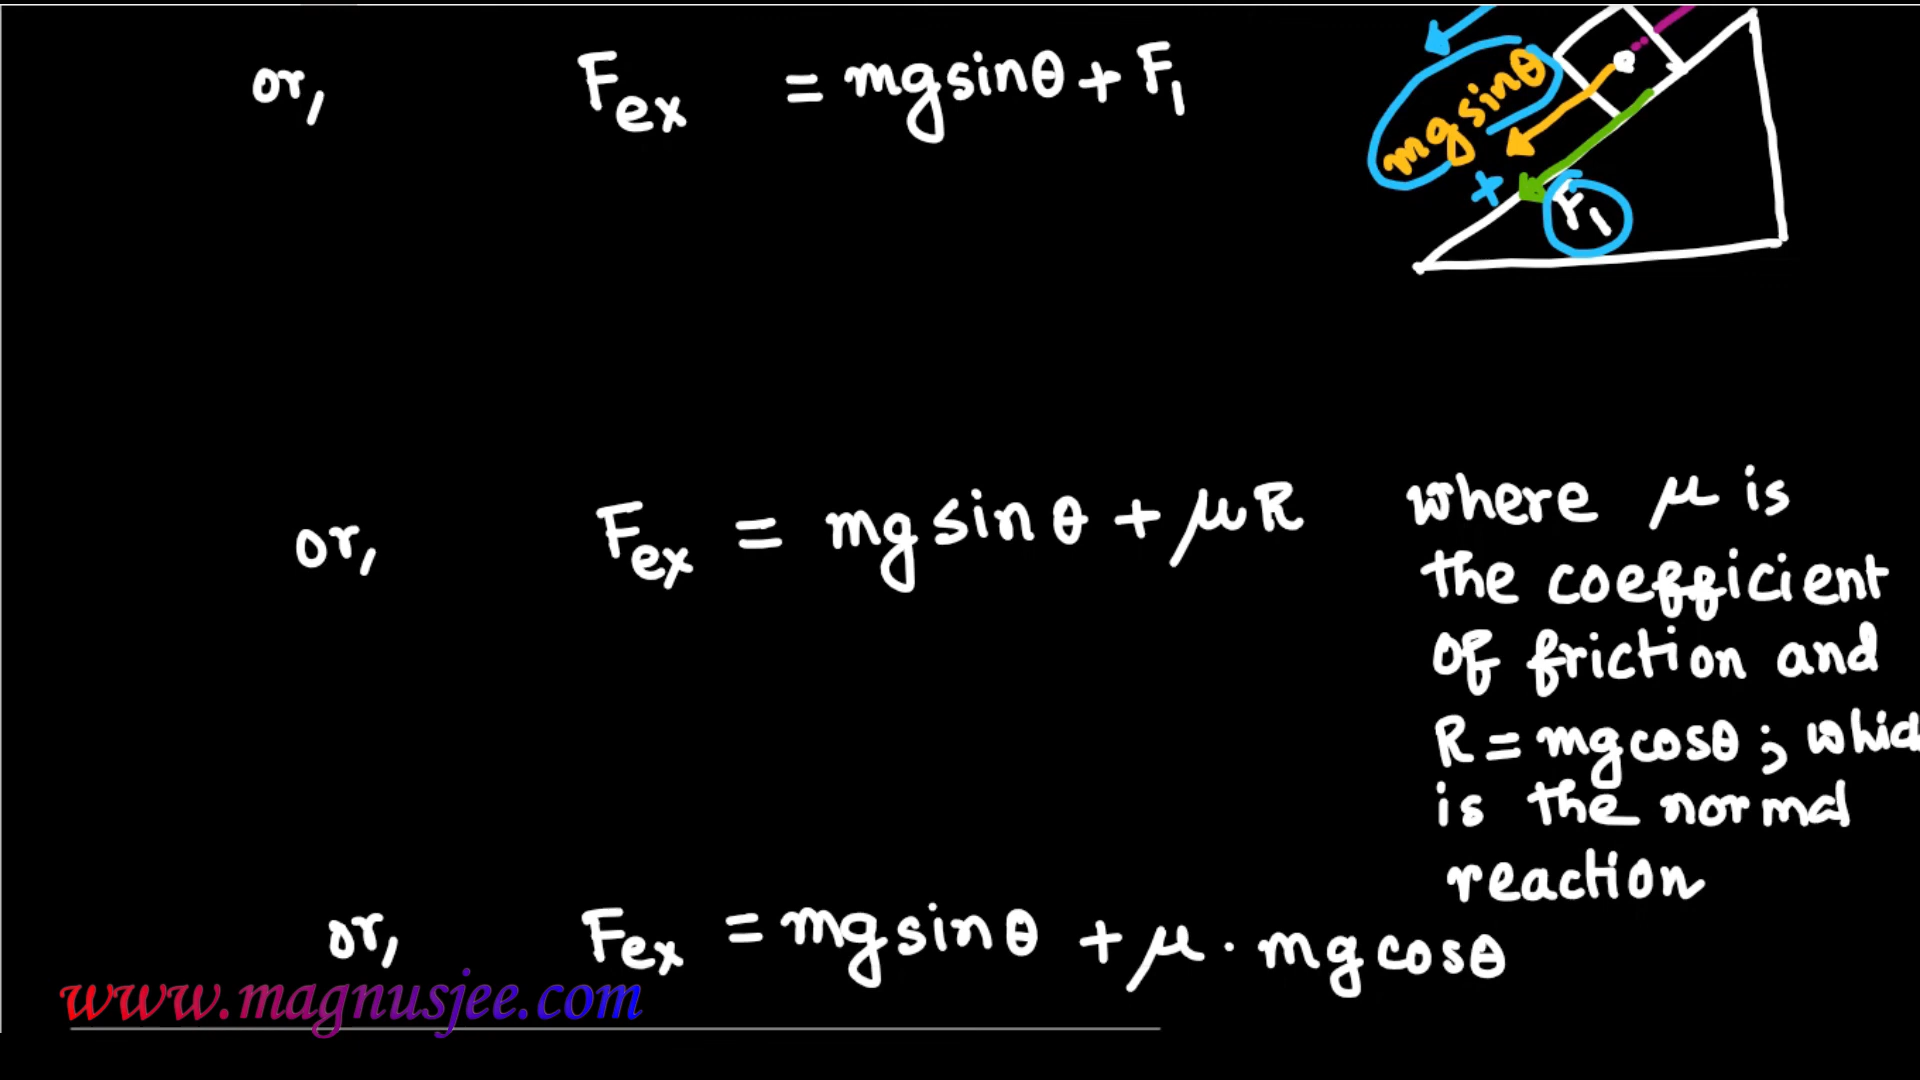 or, Fex = mgsinθ + F₁
mgsinθ
+
F₁
or, Fex = mgsinθ + μR
where μ is
the coefficient
of friction and
R = mgcosθ ; whic
is the normal
reaction
or, Fex = mgsinθ + μ · mgcosθ
www.magnusjee.com